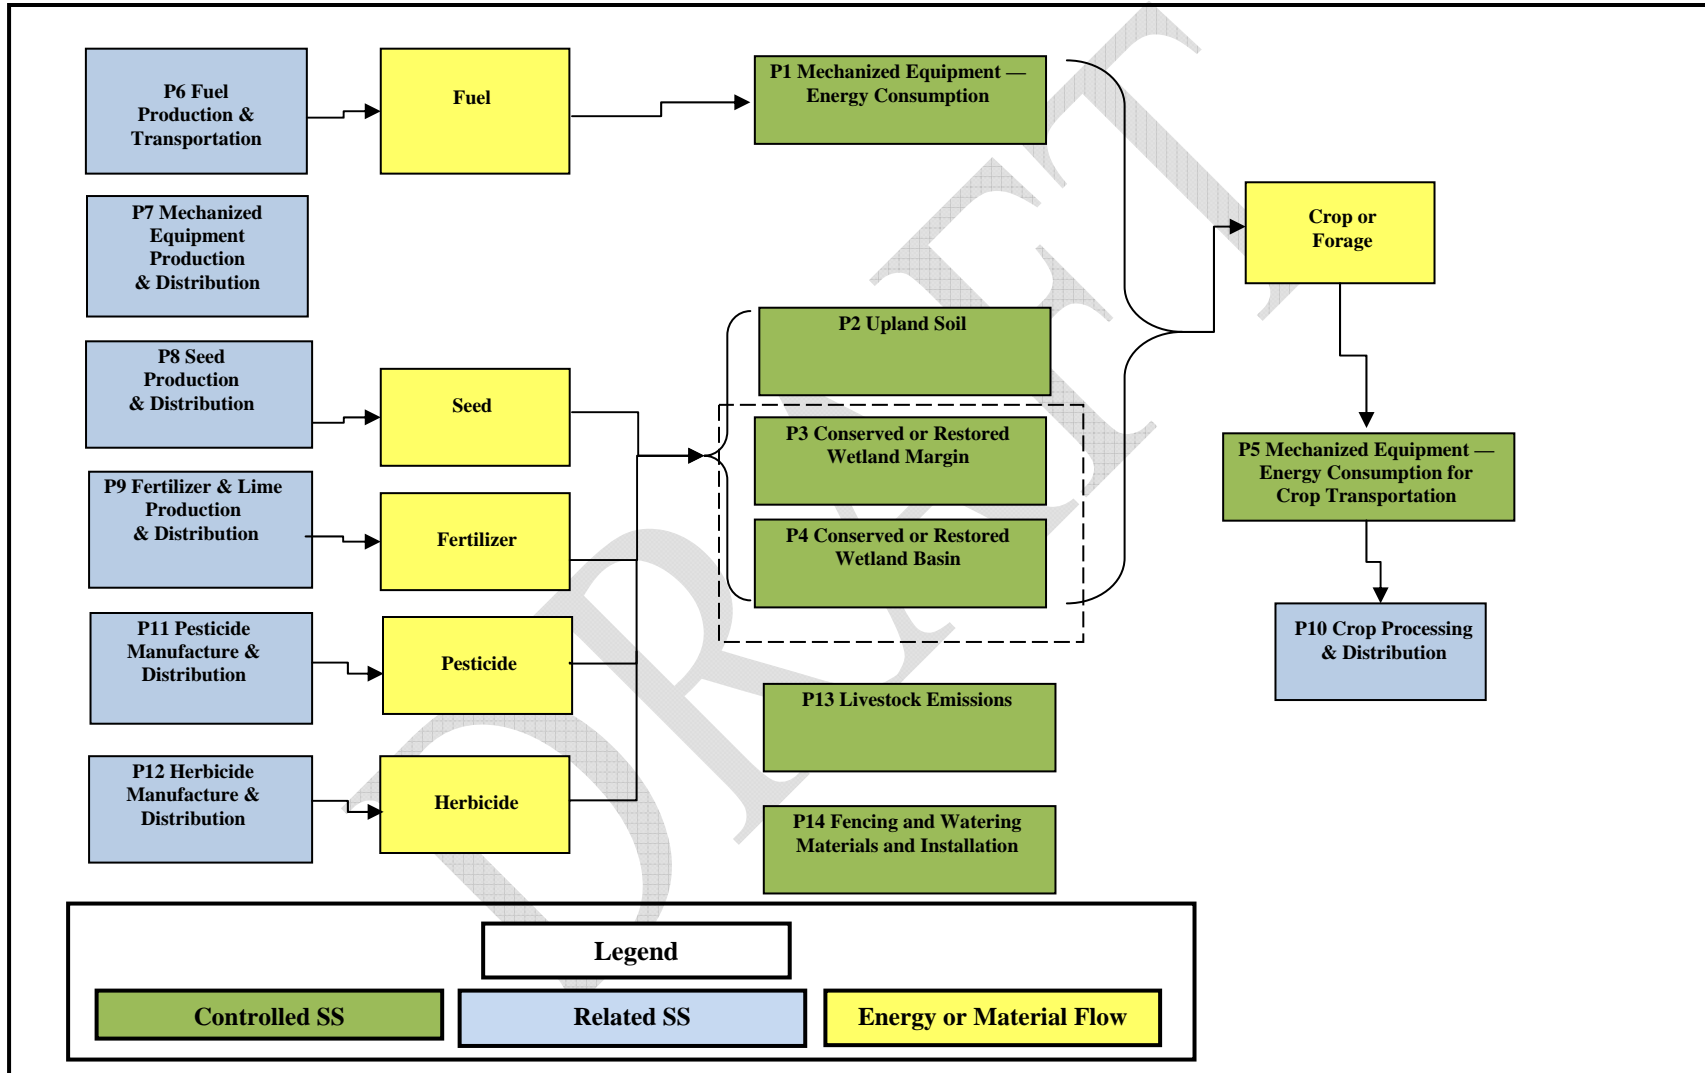 P6 Fuel
Production &
Transportation
Fuel
P1 Mechanized Equipment —
Energy Consumption
P7 Mechanized
Equipment
Production
& Distribution
Crop or
Forage
P8 Seed
Production
& Distribution
Seed
P2 Upland Soil
P3 Conserved or Restored
Wetland Margin
P5 Mechanized Equipment —
Energy Consumption for
Crop Transportation
P9 Fertilizer & Lime
Production
& Distribution
Fertilizer
P4 Conserved or Restored
Wetland Basin
P11 Pesticide
Manufacture &
Distribution
Pesticide
P10 Crop Processing
& Distribution
P13 Livestock Emissions
P12 Herbicide
Manufacture &
Distribution
Herbicide
P14 Fencing and Watering
Materials and Installation
DRAFT
Legend
Controlled SS
Related SS
Energy or Material Flow